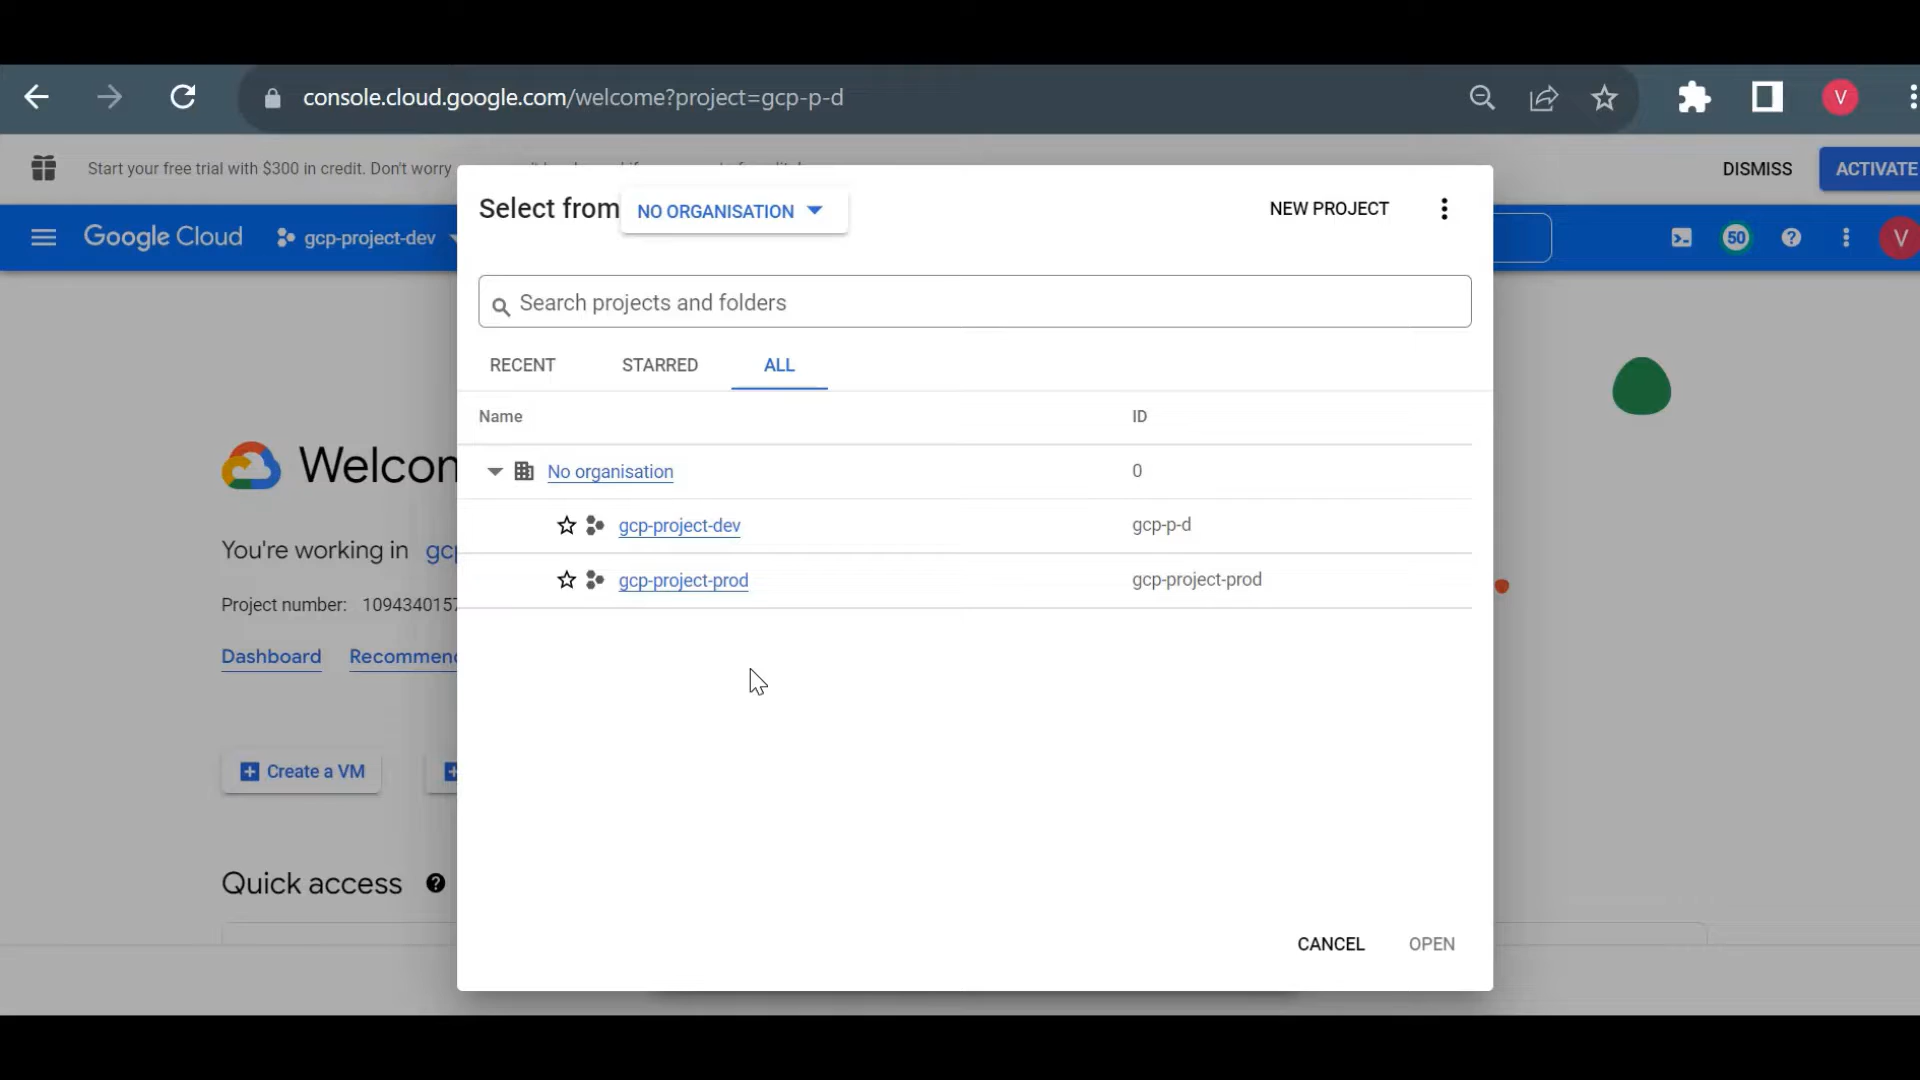 console.cloud.google.com/welcome?project=gcp-p-d
V
Start your free trial with $300 in credit. Don't worry
DISMISS
ACTIVATE
Select from NO ORGANISATION
NEW PROJECT
Google Cloud
gcp-project-dev
50
?
V
Search projects and folders
RECENT
STARRED
ALL
Name
ID
Welcom
No organisation
0
gcp-project-dev
gcp-p-d
You're working in gcp
gcp-project-prod
gcp-project-prod
Project number: 1094340157
Dashboard
Recommend
Create a VM
Quick access
?
CANCEL
OPEN